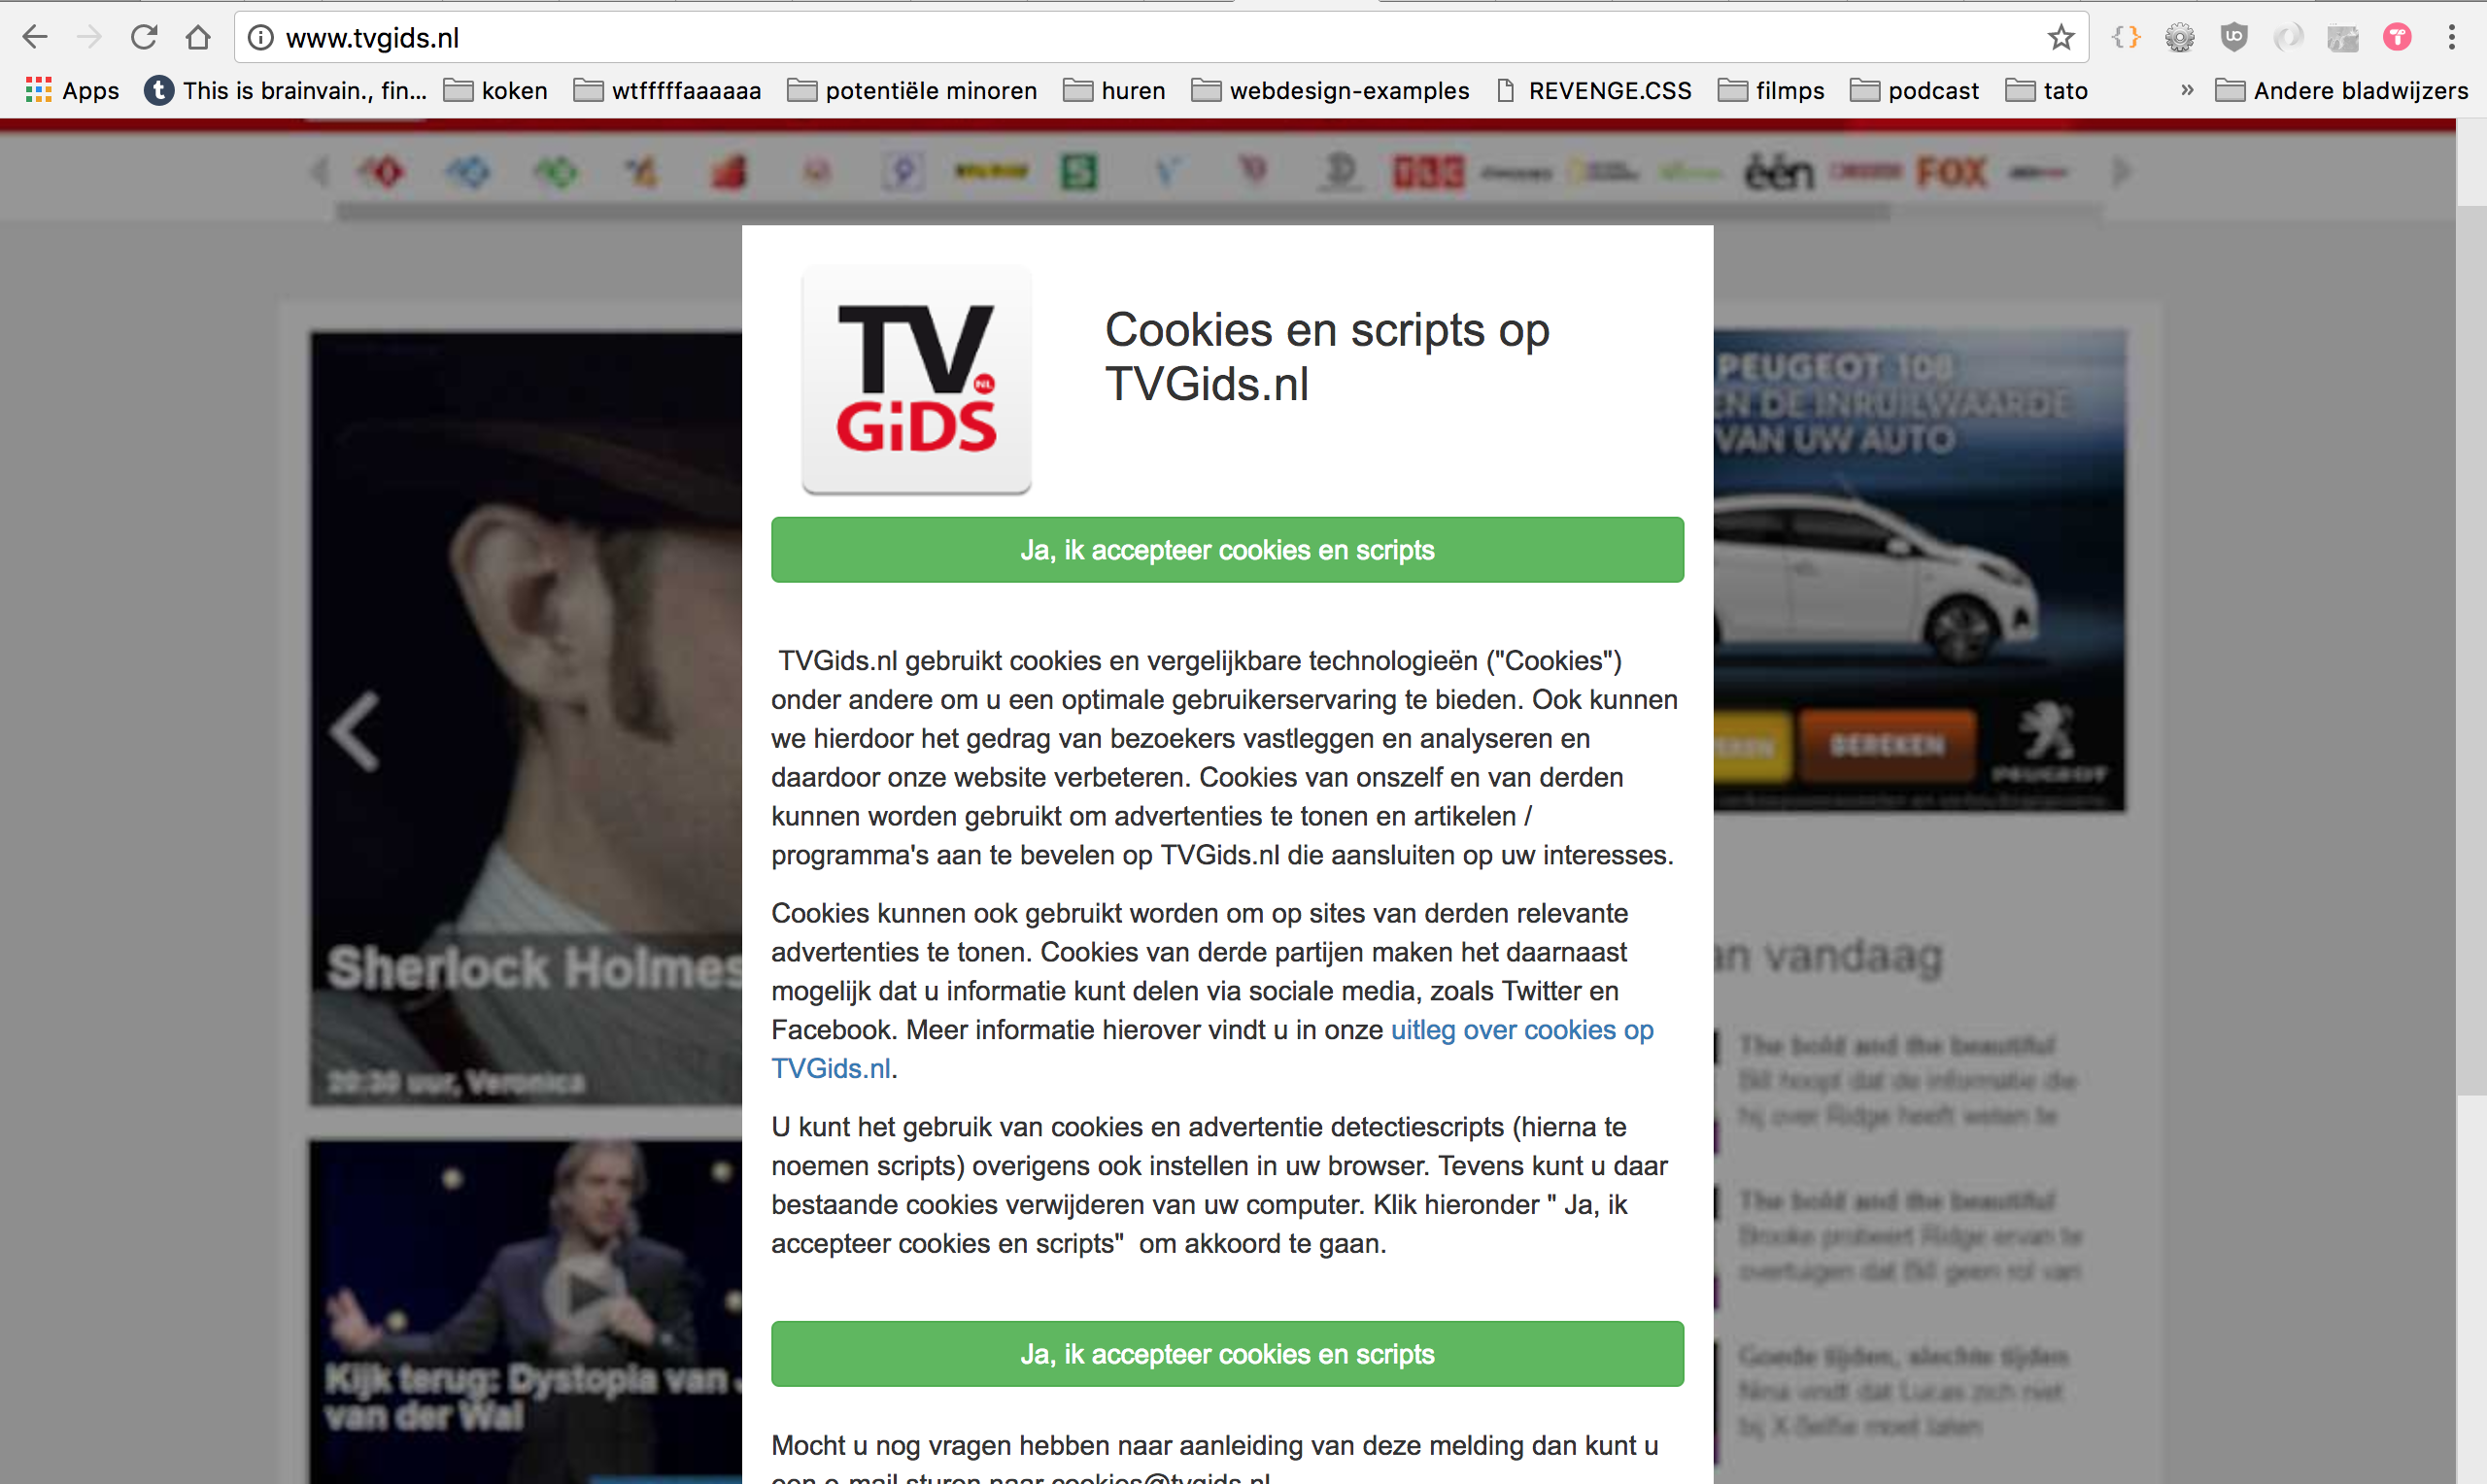 www.tvgids.nl
Apps
This is brainvain., fin...
koken
wtfffffaaaaaa
potentiële minoren
huren
webdesign-examples
REVENGE.CSS
filmps
podcast
tato
»
Andere bladwijzers
TLC
één
FOX
TV
.NL
GiDS
Cookies en scripts op
TVGids.nl
Ja, ik accepteer cookies en scripts
TVGids.nl gebruikt cookies en vergelijkbare technologieën ("Cookies")
onder andere om u een optimale gebruikerservaring te bieden. Ook kunnen
we hierdoor het gedrag van bezoekers vastleggen en analyseren en
daardoor onze website verbeteren. Cookies van onszelf en van derden
kunnen worden gebruikt om advertenties te tonen en artikelen /
programma's aan te bevelen op TVGids.nl die aansluiten op uw interesses.
Cookies kunnen ook gebruikt worden om op sites van derden relevante
advertenties te tonen. Cookies van derde partijen maken het daarnaast
mogelijk dat u informatie kunt delen via sociale media, zoals Twitter en
Facebook. Meer informatie hierover vindt u in onze uitleg over cookies op
TVGids.nl.
U kunt het gebruik van cookies en advertentie detectiescripts (hierna te
noemen scripts) overigens ook instellen in uw browser. Tevens kunt u daar
bestaande cookies verwijderen van uw computer. Klik hieronder " Ja, ik
accepteer cookies en scripts"  om akkoord te gaan.
Ja, ik accepteer cookies en scripts
Mocht u nog vragen hebben naar aanleiding van deze melding dan kunt u
een e-mail sturen naar cookies@tvgids.nl
Sherlock Holmes
20:30 uur, Veronica
Kijk terug: Dystopia van
van der Wal
PEUGEOT 108
EN DE INRUILWAARDE
VAN UW AUTO
BEREKEN
PEUGEOT
an vandaag
The bold and the beautiful
Bill hoopt dat de informatie die
hij over Ridge heeft weten te
The bold and the beautiful
Brooke probeert Ridge ervan te
overtuigen dat Bill geen rol van
Goede tijden, slechte tijden
Nina vindt dat Lucas zich niet
bij X-Selfie moet laten